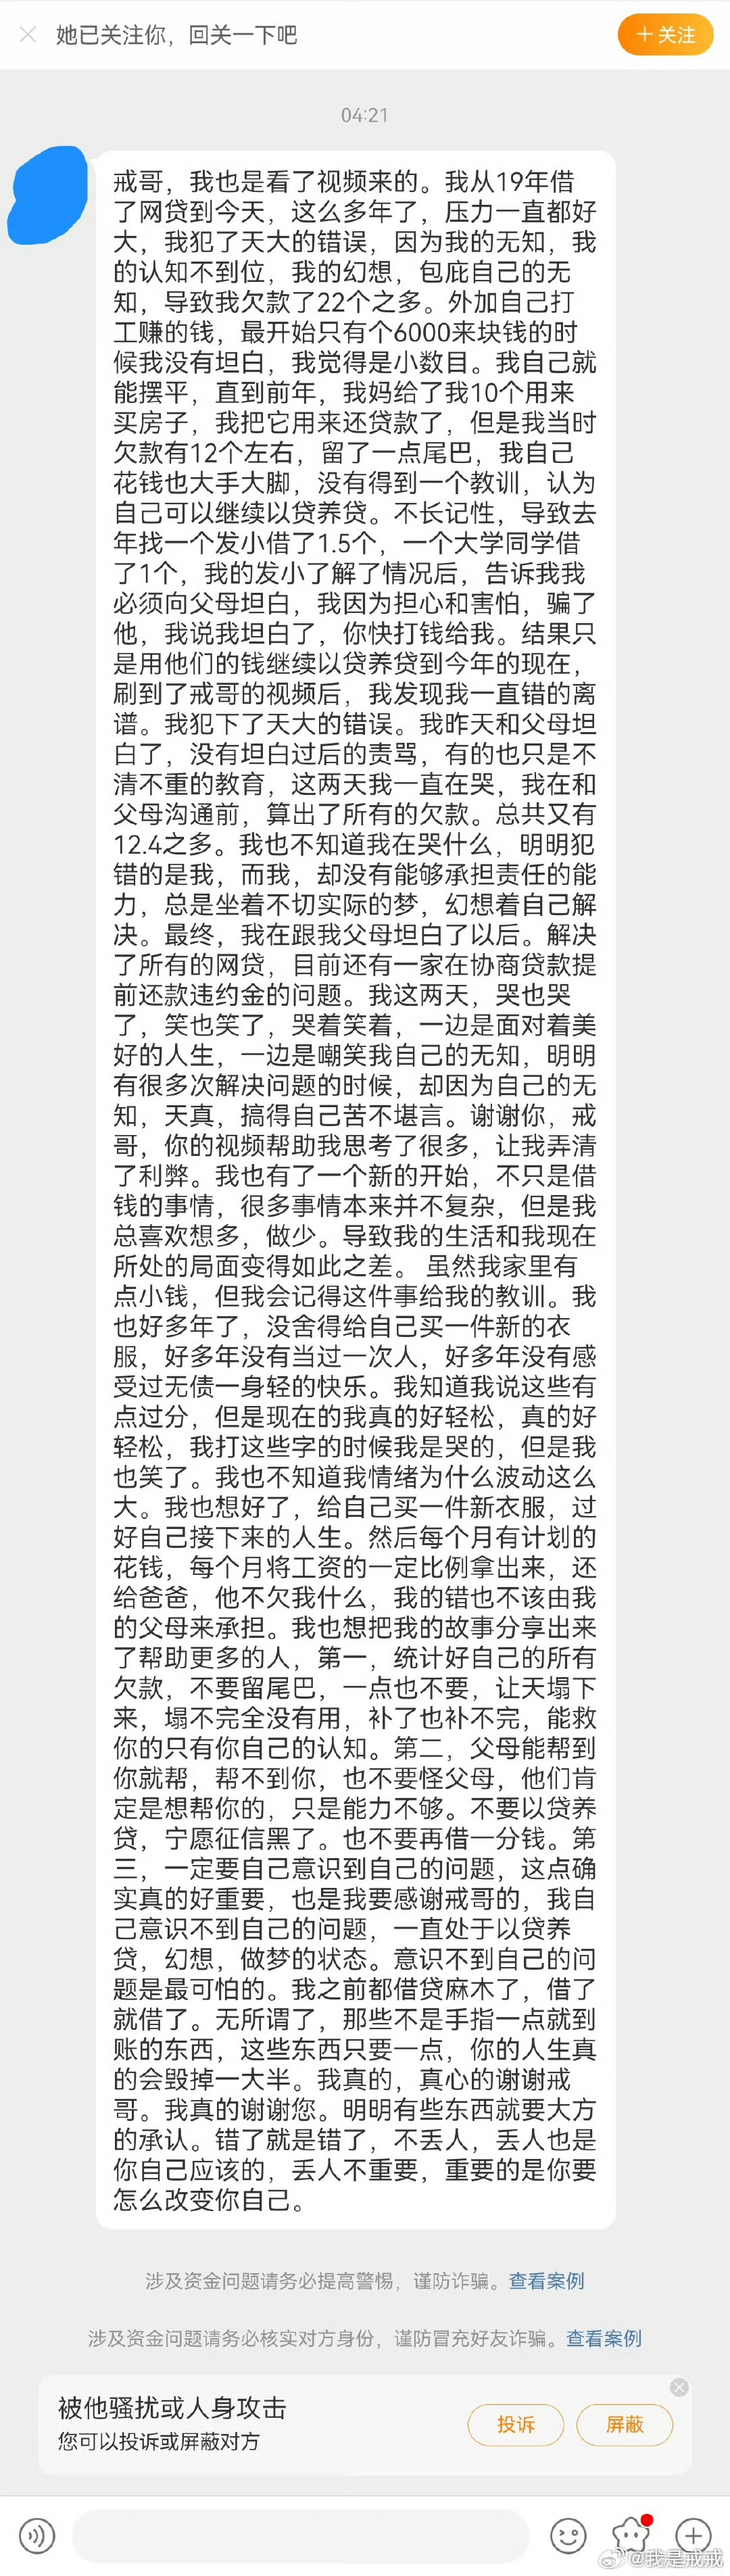 她已关注你，回关一下吧
+关注
04:21
戒哥，我也是看了视频来的。我从19年借
了网贷到今天，这么多年了，压力一直都好
大，我犯了天大的错误，因为我的无知，我
的认知不到位，我的幻想，包庇自己的无
知，导致我欠款了22个之多。外加自己打
工赚的钱，最开始只有个6000来块钱的时
候我没有坦白，我觉得是小数目。我自己就
能摆平，直到前年，我妈给了我10个用来
买房子，我把它用来还贷款了，但是我当时
欠款有12个左右，留了一点尾巴，我自己
花钱也大手大脚，没有得到一个教训，认为
自己可以继续以贷养贷。不长记性，导致去
年找一个发小借了1.5个，一个大学同学借
了1个，我的发小了解了情况后，告诉我我
必须向父母坦白，我因为担心和害怕，骗了
他，我说我坦白了，你快打钱给我。结果只
是用他们的钱继续以贷养贷到今年的现在，
刷到了戒哥的视频后，我发现我一直错的离
谱。我犯下了天大的错误。我昨天和父母坦
白了，没有坦白过后的责骂，有的也只是不
清不重的教育，这两天我一直在哭，我在和
父母沟通前，算出了所有的欠款。总共又有
12.4之多。我也不知道我在哭什么，明明犯
错的是我，而我，却没有能够承担责任的能
力，总是坐着不切实际的梦，幻想着自己解
决。最终，我在跟我父母坦白了以后。解决
了所有的网贷，目前还有一家在协商贷款提
前还款违约金的问题。我这两天，哭也哭
了，笑也笑了，哭着笑着，一边是面对着美
好的人生，一边是嘲笑我自己的无知，明明
有很多次解决问题的时候，却因为自己的无
知，天真，搞得自己苦不堪言。谢谢你，戒
哥，你的视频帮助我思考了很多，让我弄清
了利弊。我也有了一个新的开始，不只是借
钱的事情，很多事情本来并不复杂，但是我
总喜欢想多，做少。导致我的生活和我现在
所处的局面变得如此之差。 虽然我家里有
点小钱，但我会记得这件事给我的教训。我
也好多年了，没舍得给自己买一件新的衣
服，好多年没有当过一次人，好多年没有感
受过无债一身轻的快乐。我知道我说这些有
点过分，但是现在的我真的好轻松，真的好
轻松，我打这些字的时候我是哭的，但是我
也笑了。我也不知道我情绪为什么波动这么
大。我也想好了，给自己买一件新衣服，过
好自己接下来的人生。然后每个月有计划的
花钱，每个月将工资的一定比例拿出来，还
给爸爸，他不欠我什么，我的错也不该由我
的父母来承担。我也想把我的故事分享出来
了帮助更多的人，第一，统计好自己的所有
欠款，不要留尾巴，一点也不要，让天塌下
来，塌不完全没有用，补了也补不完，能救
你的只有你自己的认知。第二，父母能帮到
你就帮，帮不到你，也不要怪父母，他们肯
定是想帮你的，只是能力不够。不要以贷养
贷，宁愿征信黑了。也不要再借一分钱。第
三，一定要自己意识到自己的问题，这点确
实真的好重要，也是我要感谢戒哥的，我自
己意识不到自己的问题，一直处于以贷养
贷，幻想，做梦的状态。意识不到自己的问
题是最可怕的。我之前都借贷麻木了，借了
就借了。无所谓了，那些不是手指一点就到
账的东西，这些东西只要一点，你的人生真
的会毁掉一大半。我真的，真心的谢谢戒
哥。我真的谢谢您。明明有些东西就要大方
的承认。错了就是错了，不丢人，丢人也是
你自己应该的，丢人不重要，重要的是你要
怎么改变你自己。
涉及资金问题请务必提高警惕，谨防诈骗。查看案例
涉及资金问题请务必核实对方身份，谨防冒充好友诈骗。查看案例
被他骚扰或人身攻击
您可以投诉或屏蔽对方
投诉
屏蔽
@我是戒戒